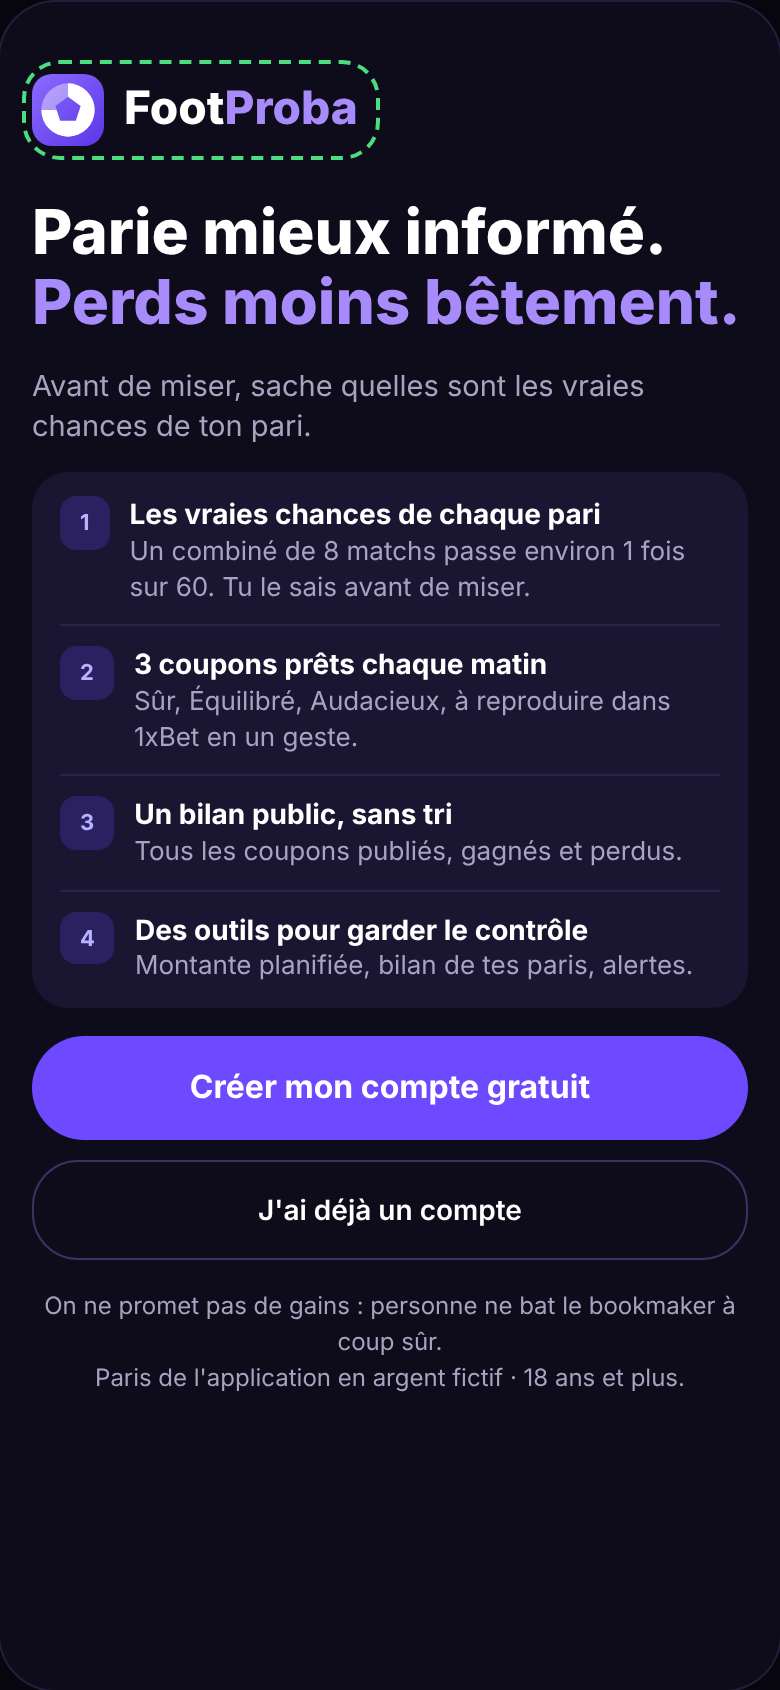 FootProba
Parie mieux informé.
Perds moins bêtement.
Avant de miser, sache quelles sont les vraies
chances de ton pari.
1
Les vraies chances de chaque pari
Un combiné de 8 matchs passe environ 1 fois
sur 60. Tu le sais avant de miser.
2
3 coupons prêts chaque matin
Sûr, Équilibré, Audacieux, à reproduire dans
1xBet en un geste.
3
Un bilan public, sans tri
Tous les coupons publiés, gagnés et perdus.
4
Des outils pour garder le contrôle
Montante planifiée, bilan de tes paris, alertes.
Créer mon compte gratuit
J'ai déjà un compte
On ne promet pas de gains : personne ne bat le bookmaker à
coup sûr.
Paris de l'application en argent fictif · 18 ans et plus.